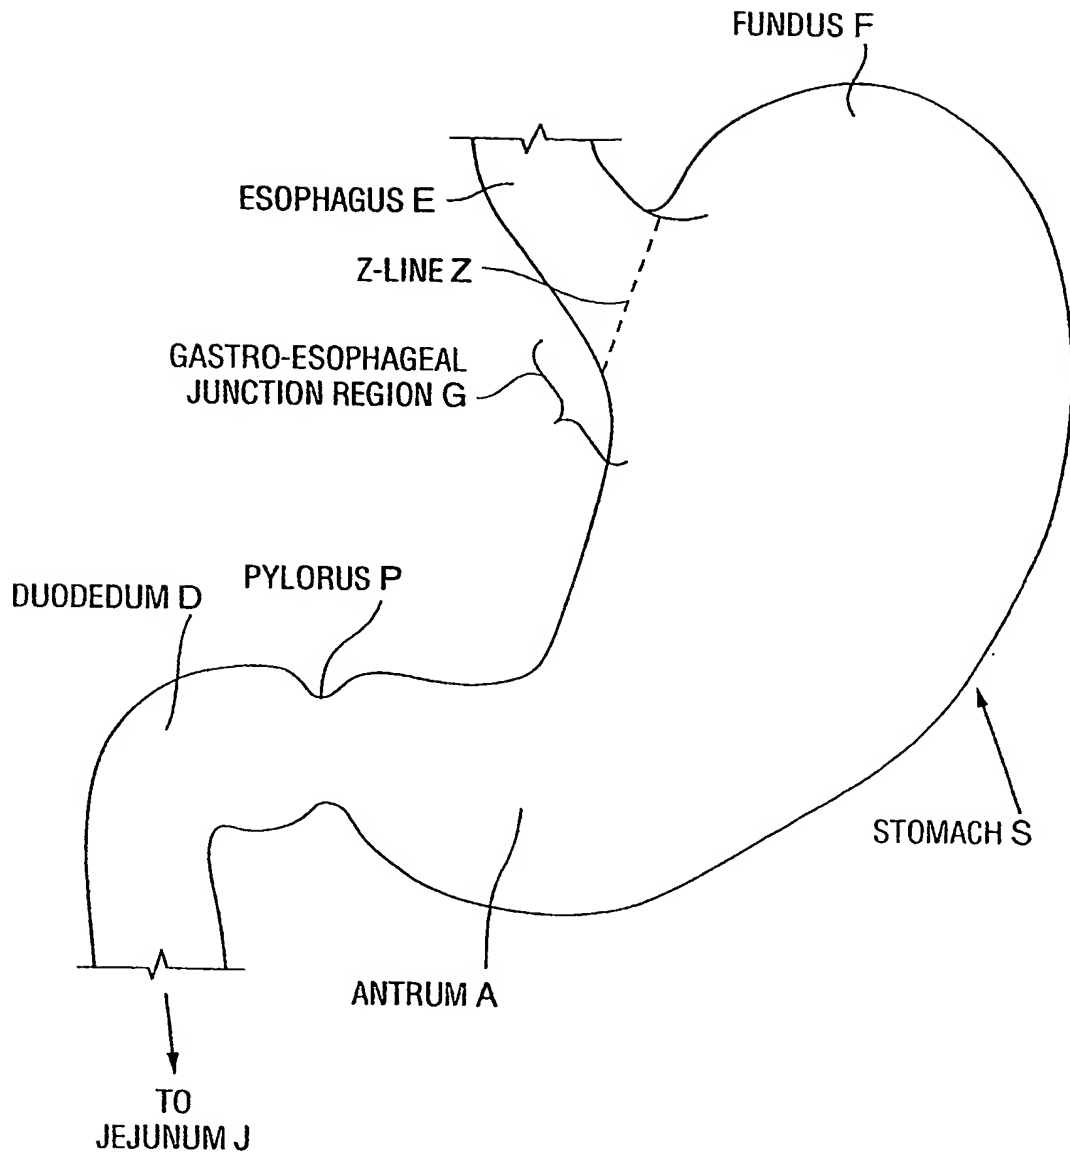 FUNDUS F
ESOPHAGUS E
Z-LINE Z
GASTRO-ESOPHAGEAL
JUNCTION REGION G
PYLORUS P
DUODEDUM D
STOMACH S
ANTRUM A
TO
JEJUNUM J